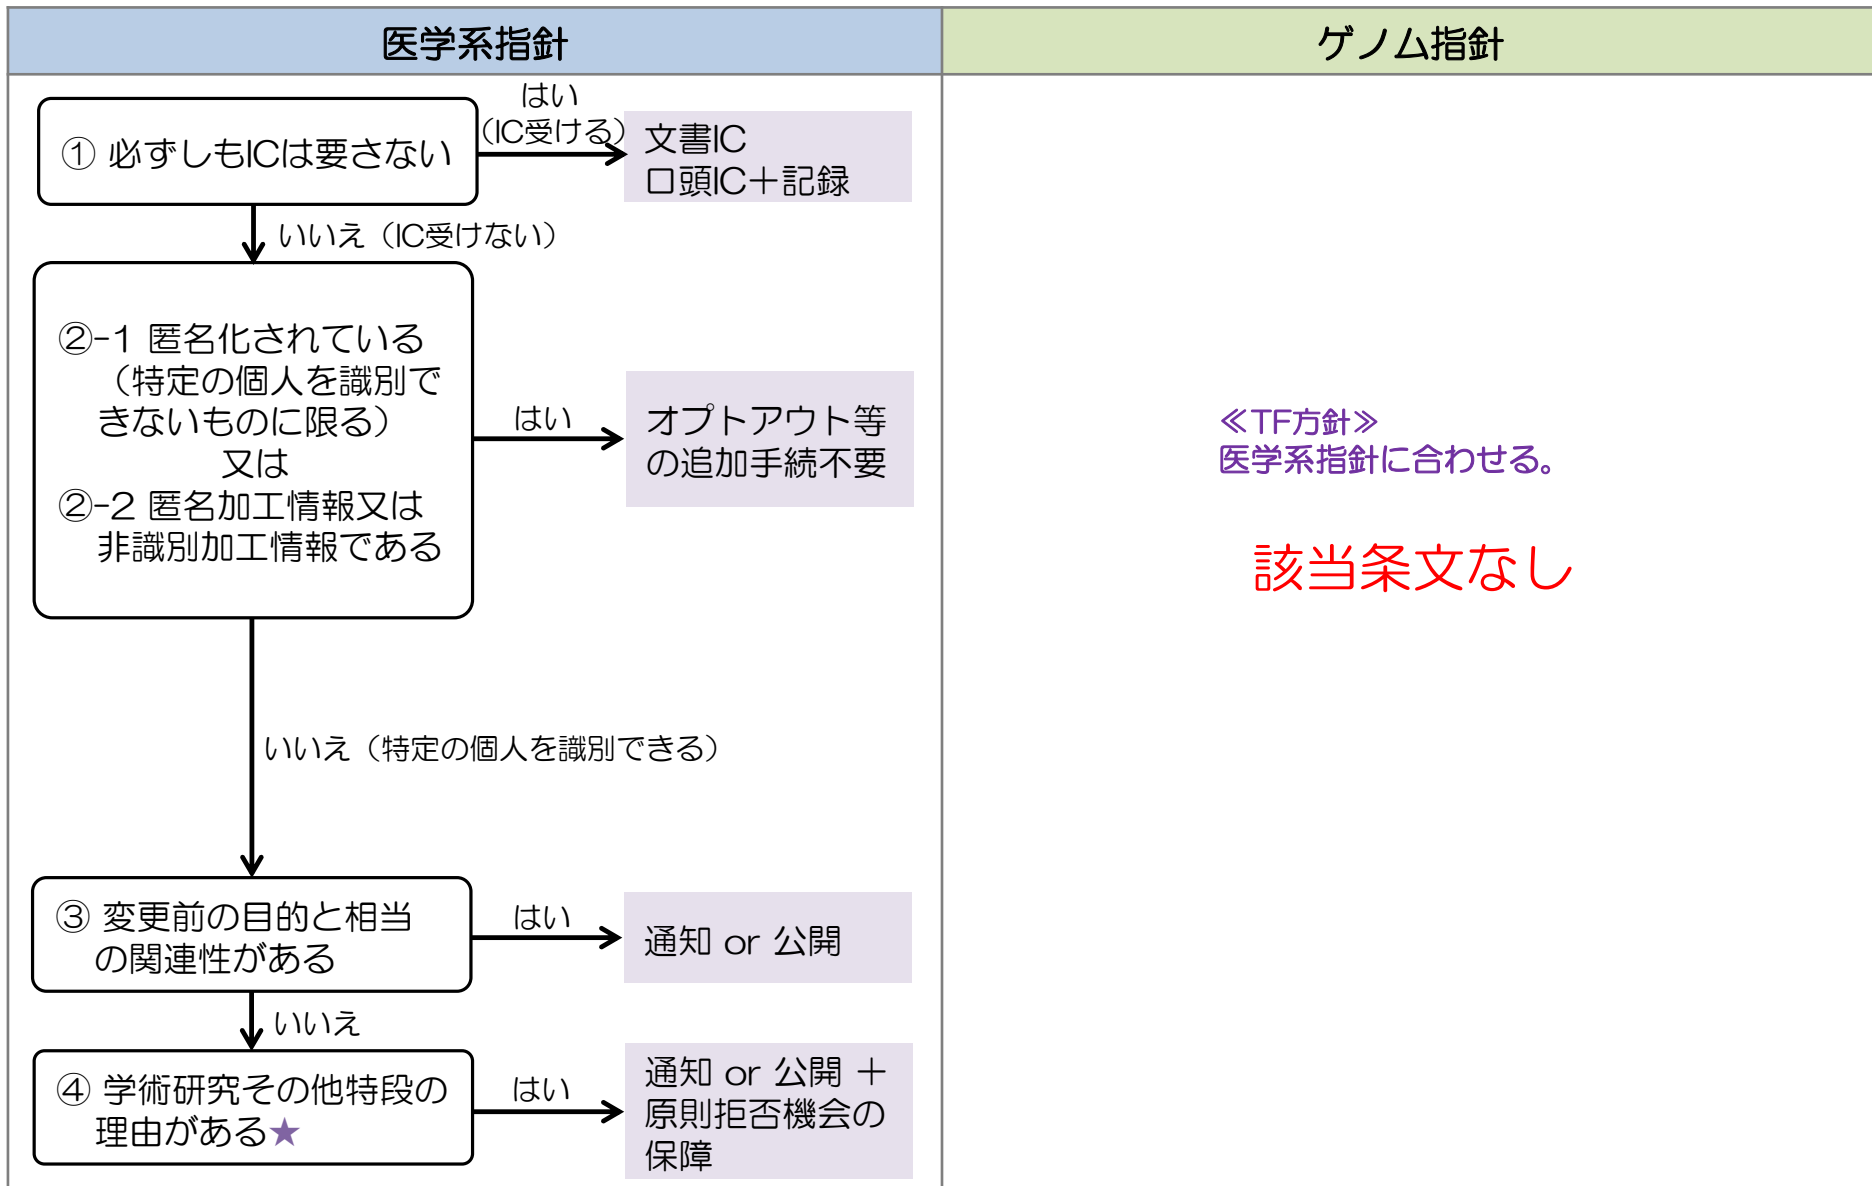 医学系指針
ゲノム指針
① 必ずしもICは要さない
はい
(IC受ける)
文書IC
口頭IC＋記録
いいえ（IC受けない）
②-1 匿名化されている
（特定の個人を識別で
きないものに限る）
又は
②-2 匿名加工情報又は
非識別加工情報である
はい
オプトアウト等
の追加手続不要
いいえ（特定の個人を識別できる）
③ 変更前の目的と相当
の関連性がある
はい
通知 or 公開
いいえ
④ 学術研究その他特段の
理由がある★
はい
通知 or 公開 ＋
原則拒否機会の
保障
≪TF方針≫
医学系指針に合わせる。
該当条文なし